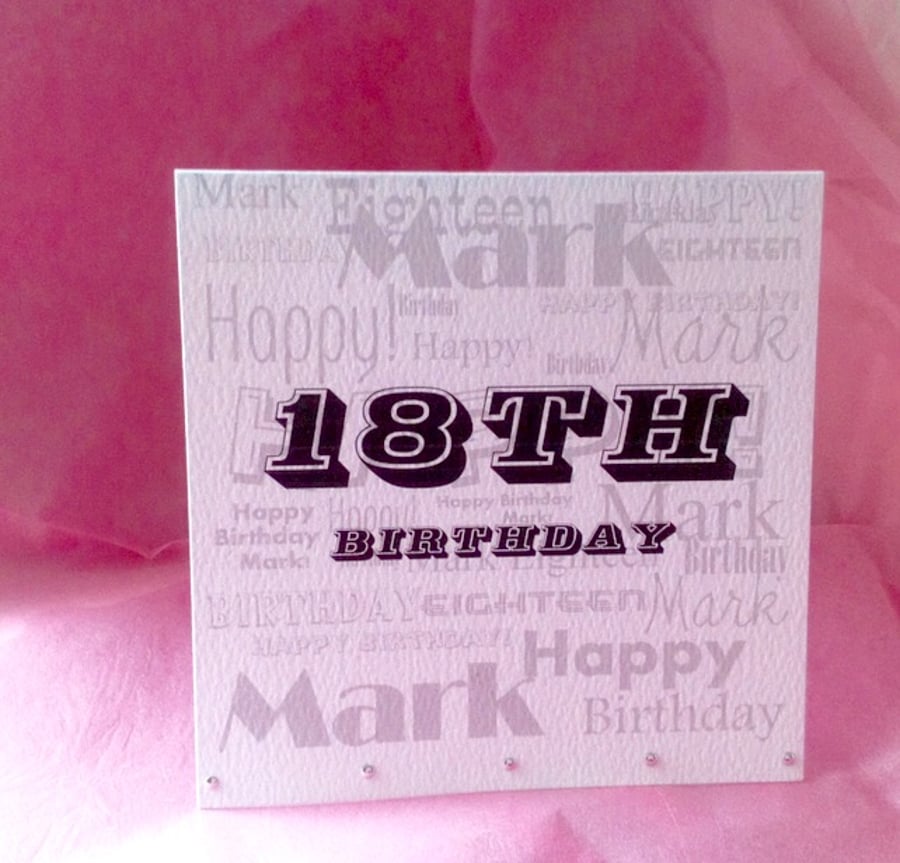 Mark Eighteen HAPPY!
Mark
BIRTHDAY EIGHTEEN
Happy! Birthday HAPPY BIRTHDAY!
Happy! Mark
Birthday
18TH
Happy Happy! Happy Birthday Mark
Birthday Mark!
Mark!
BIRTHDAY
Mark Eighteen Birthday
BIRTHDAY EIGHTEEN Mark
HAPPY BIRTHDAY! Happy
Mark Birthday